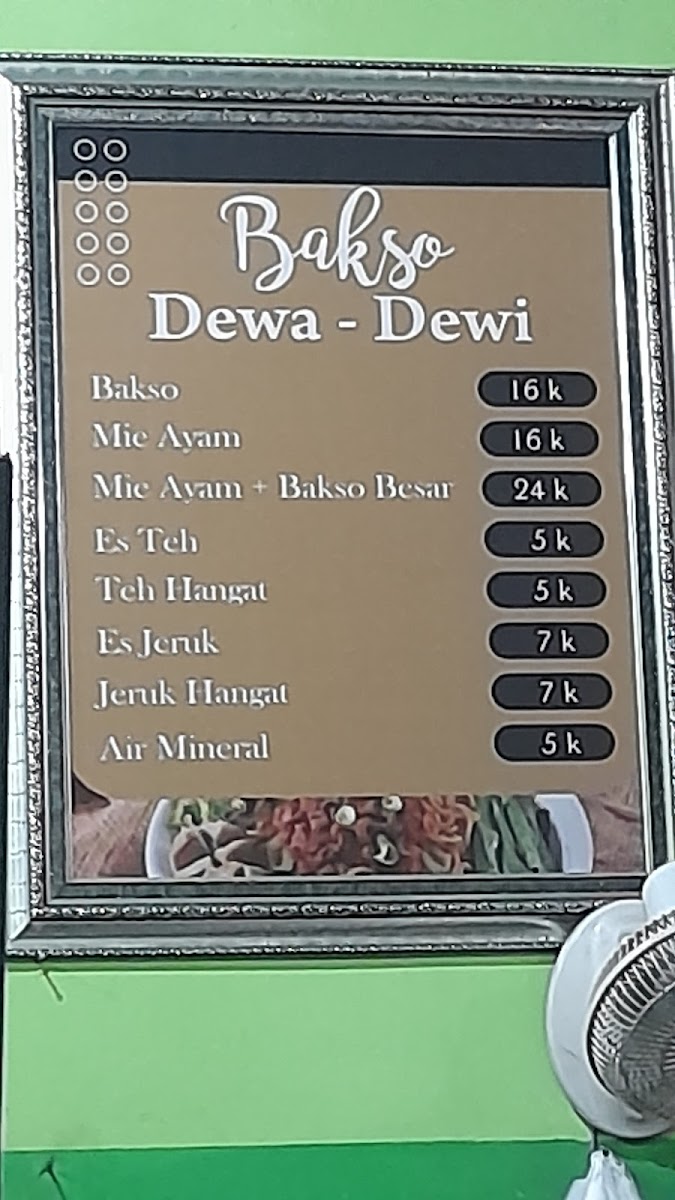 Bakso
Dewa - Dewi
Bakso 16 k
Mie Ayam 16 k
Mie Ayam + Bakso Besar 24 k
Es Teh 5 k
Teh Hangat 5 k
Es Jeruk 7 k
Jeruk Hangat 7 k
Air Mineral 5 k